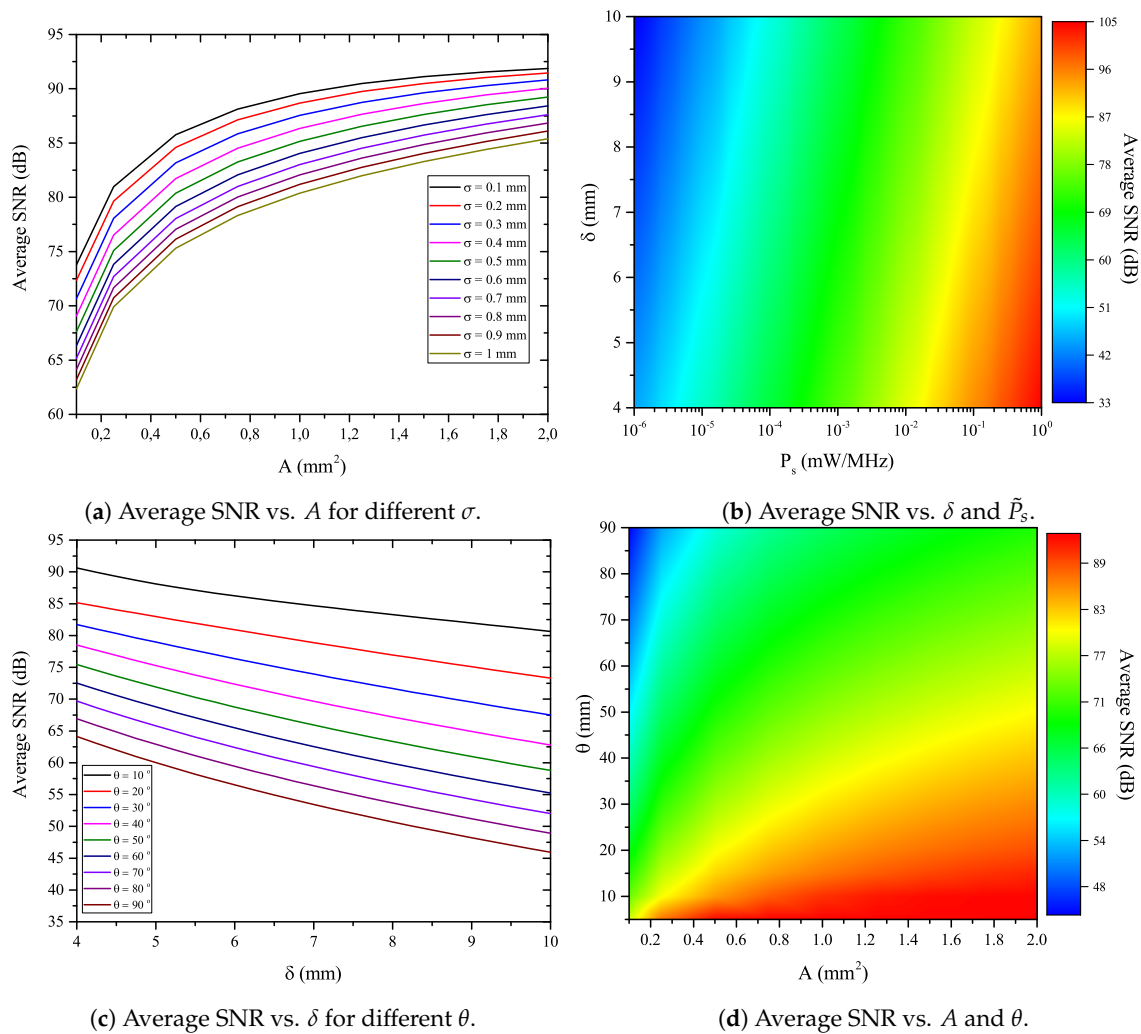 95
90
85
80
75
70
65
60
Average SNR (dB)
0,2 0,4 0,6 0,8 1,0 1,2 1,4 1,6 1,8 2,0
A (mm²)
σ = 0.1 mm
σ = 0.2 mm
σ = 0.3 mm
σ = 0.4 mm
σ = 0.5 mm
σ = 0.6 mm
σ = 0.7 mm
σ = 0.8 mm
σ = 0.9 mm
σ = 1 mm
(a) Average SNR vs. A for different σ.
10
9
8
7
6
5
4
δ (mm)
10⁻⁶ 10⁻⁵ 10⁻⁴ 10⁻³ 10⁻² 10⁻¹ 10⁰
Pₛ (mW/MHz)
105
96
87
78
69
60
51
42
33
Average SNR (dB)
(b) Average SNR vs. δ and P̃ₛ.
95
90
85
80
75
70
65
60
55
50
45
40
35
Average SNR (dB)
4 5 6 7 8 9 10
δ (mm)
θ = 10 °
θ = 20 °
θ = 30 °
θ = 40 °
θ = 50 °
θ = 60 °
θ = 70 °
θ = 80 °
θ = 90 °
(c) Average SNR vs. δ for different θ.
90
80
70
60
50
40
30
20
10
θ (mm)
0.2 0.4 0.6 0.8 1.0 1.2 1.4 1.6 1.8 2.0
A (mm²)
89
83
77
71
66
60
54
48
Average SNR (dB)
(d) Average SNR vs. A and θ.